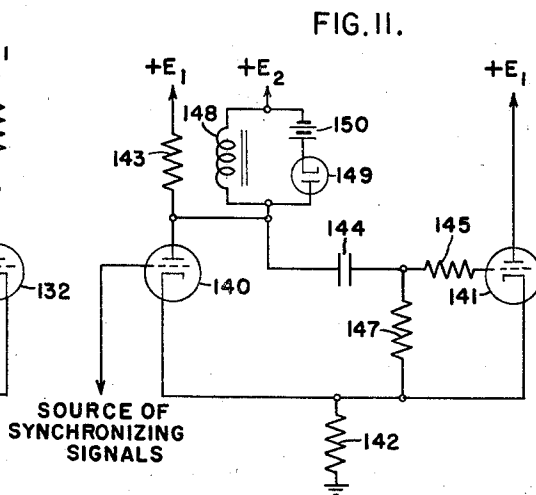 FIG.11.
+E1
+E2
+E1
148
150
143
149
144
145
132
140
141
147
SOURCE OF
SYNCHRONIZING
SIGNALS
142